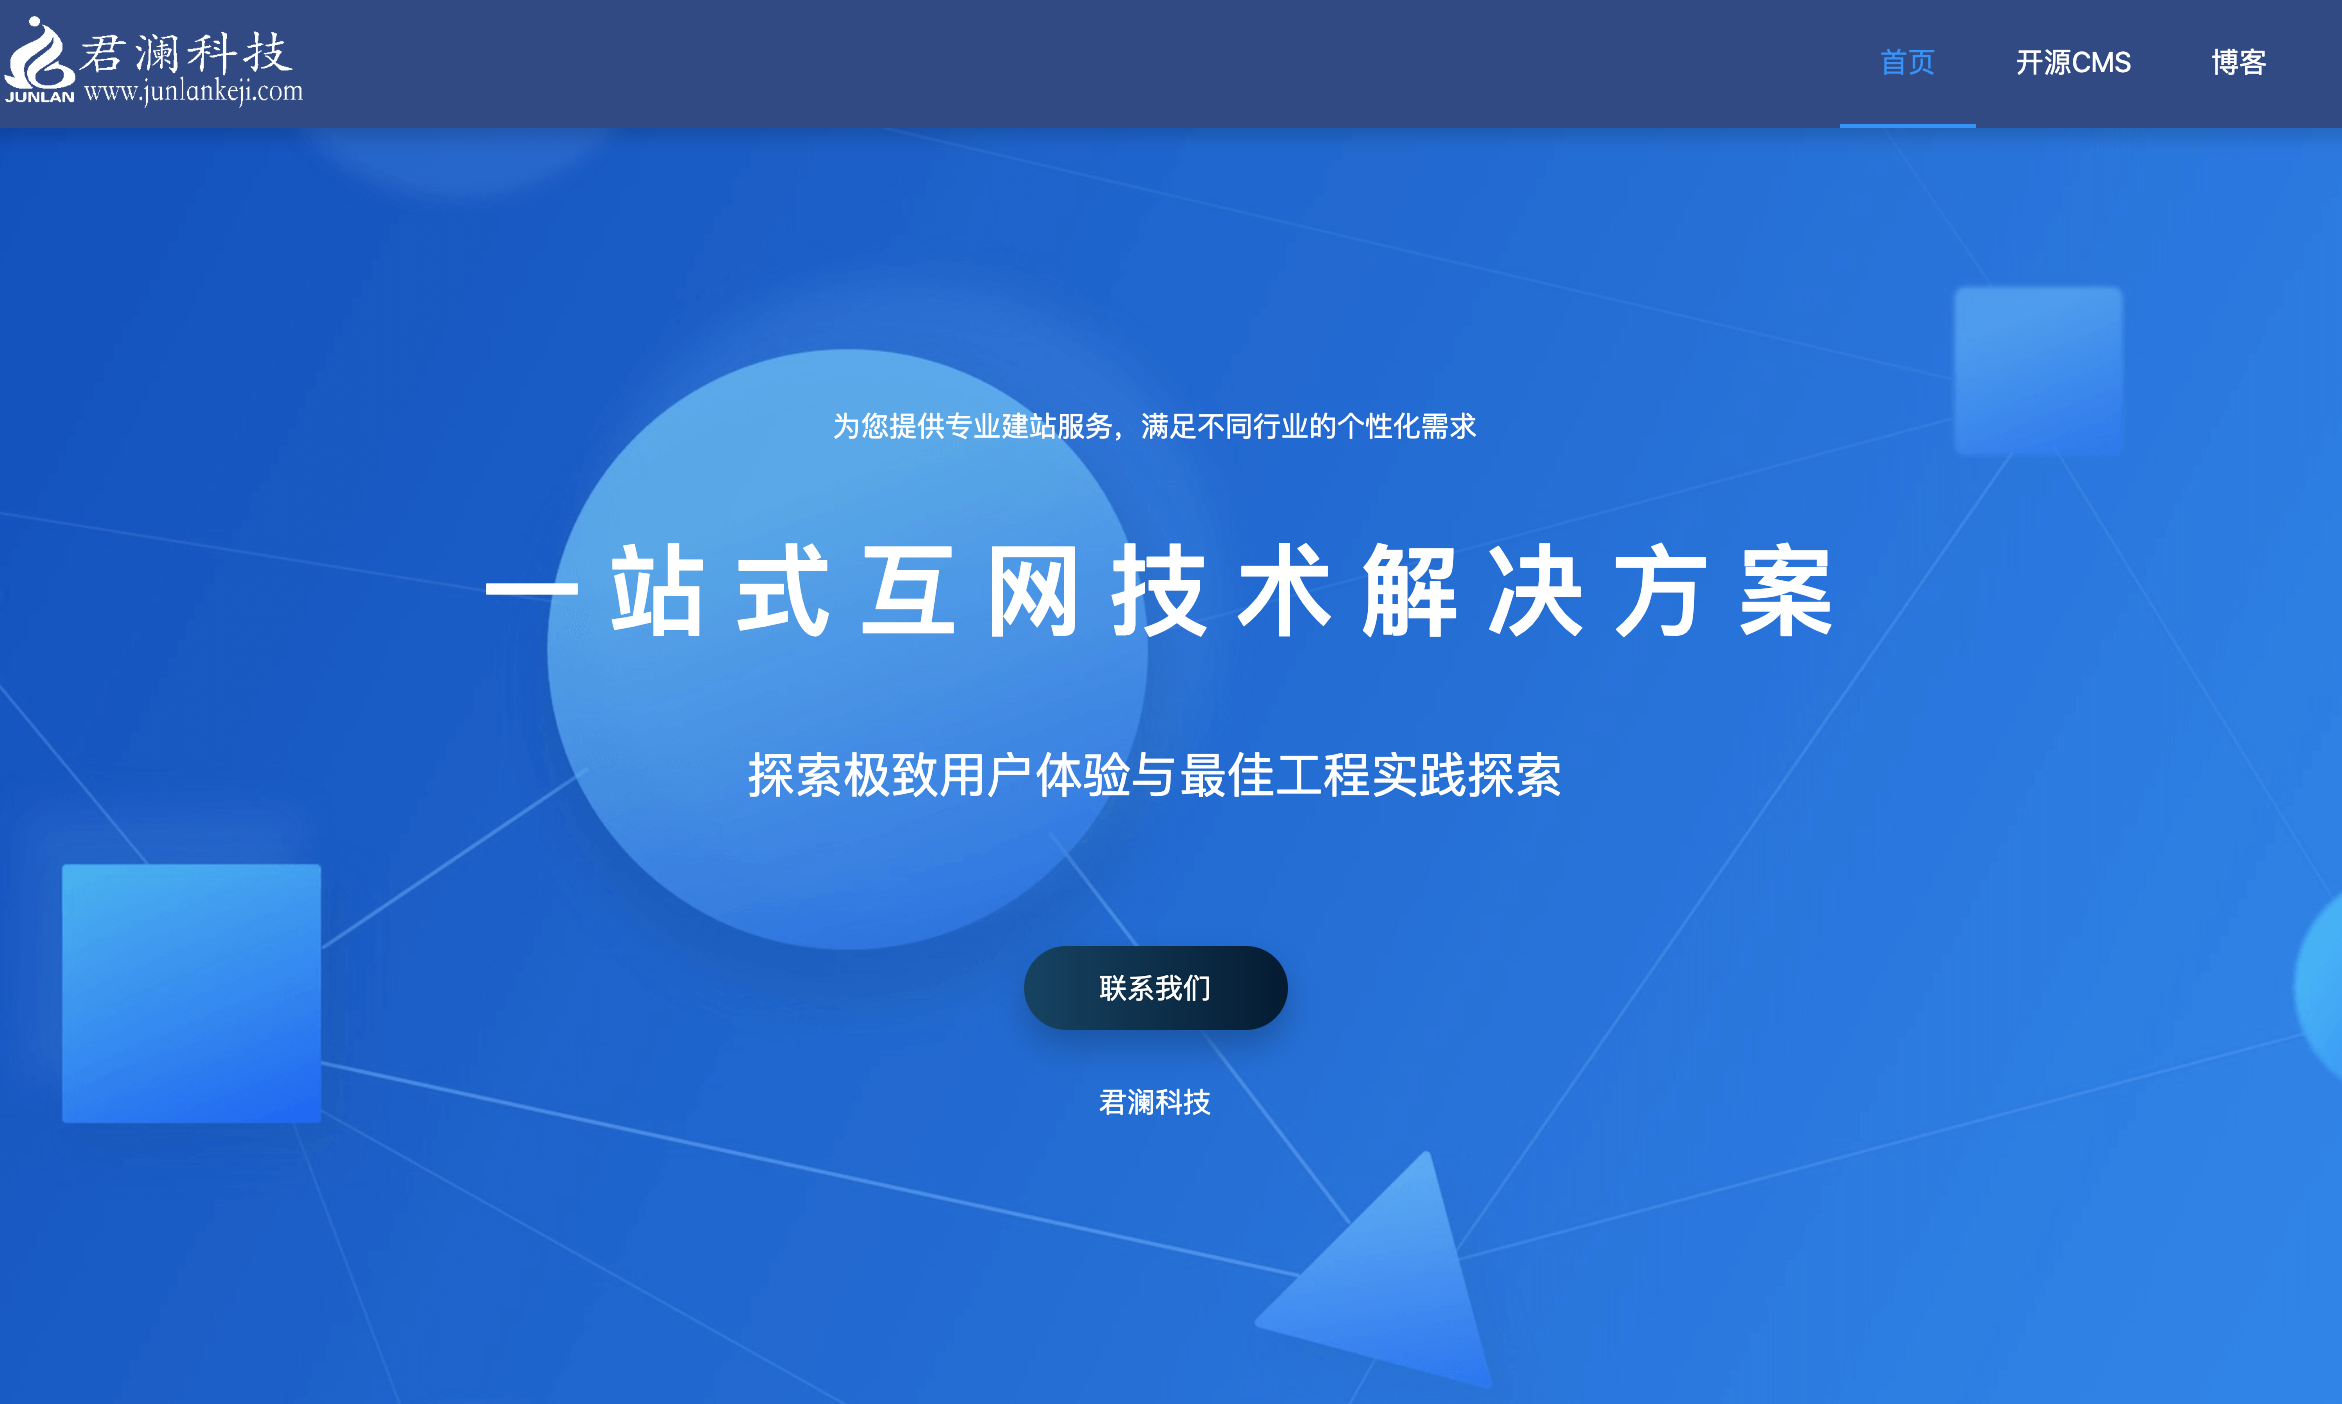 君澜科技
www.junlankeji.com
JUNLAN
首页
开源CMS
博客
为您提供专业建站服务，满足不同行业的个性化需求
一站式互网技术解决方案
探索极致用户体验与最佳工程实践探索
联系我们
君澜科技